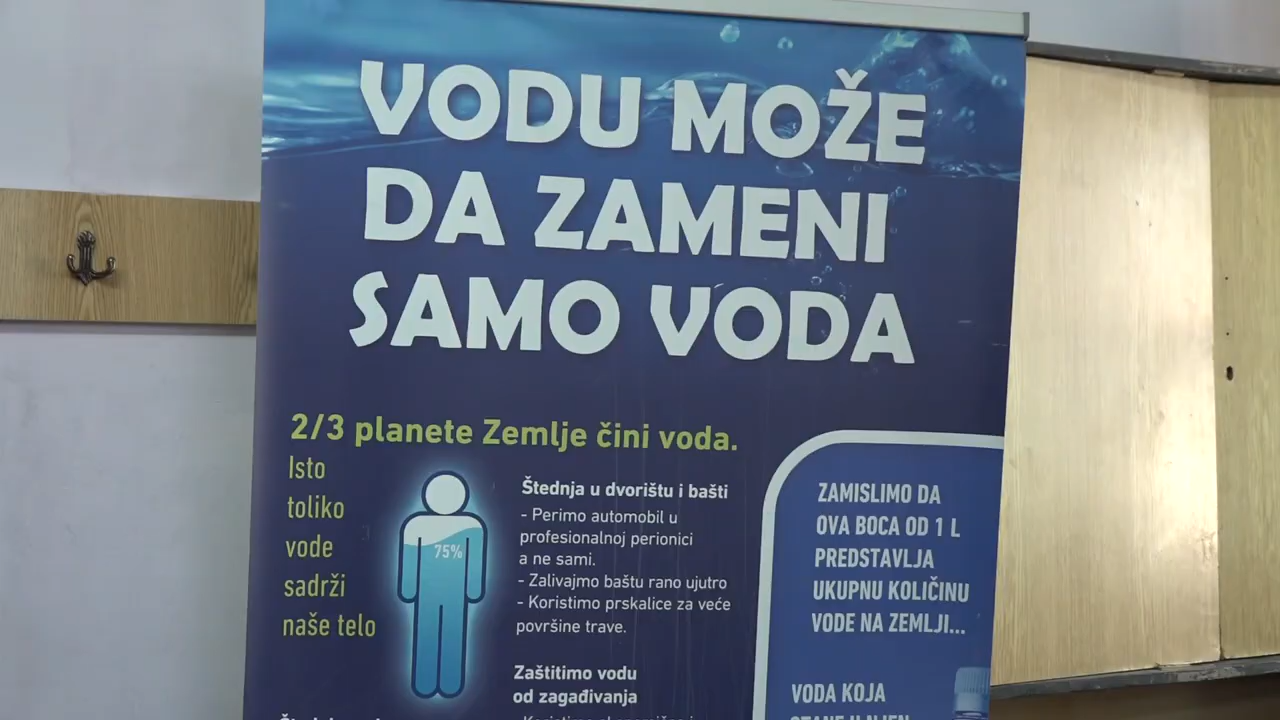 VODU MOŽE
DA ZAMENI
SAMO VODA
2/3 planete Zemlje čini voda.
Isto
toliko
vode
sadrži
naše telo
75%
Štednja u dvorištu i bašti
- Perimo automobil u
profesionalnoj perionici
a ne sami.
- Zalivajmo baštu rano ujutro
- Koristimo prskalice za veće
površine trave.
Zaštitimo vodu
od zagađivanja
ZAMISLIMO DA
OVA BOCA OD 1 L
PREDSTAVLJA
UKUPNU KOLIČINU
VODE NA ZEMLJI...
VODA KOJA